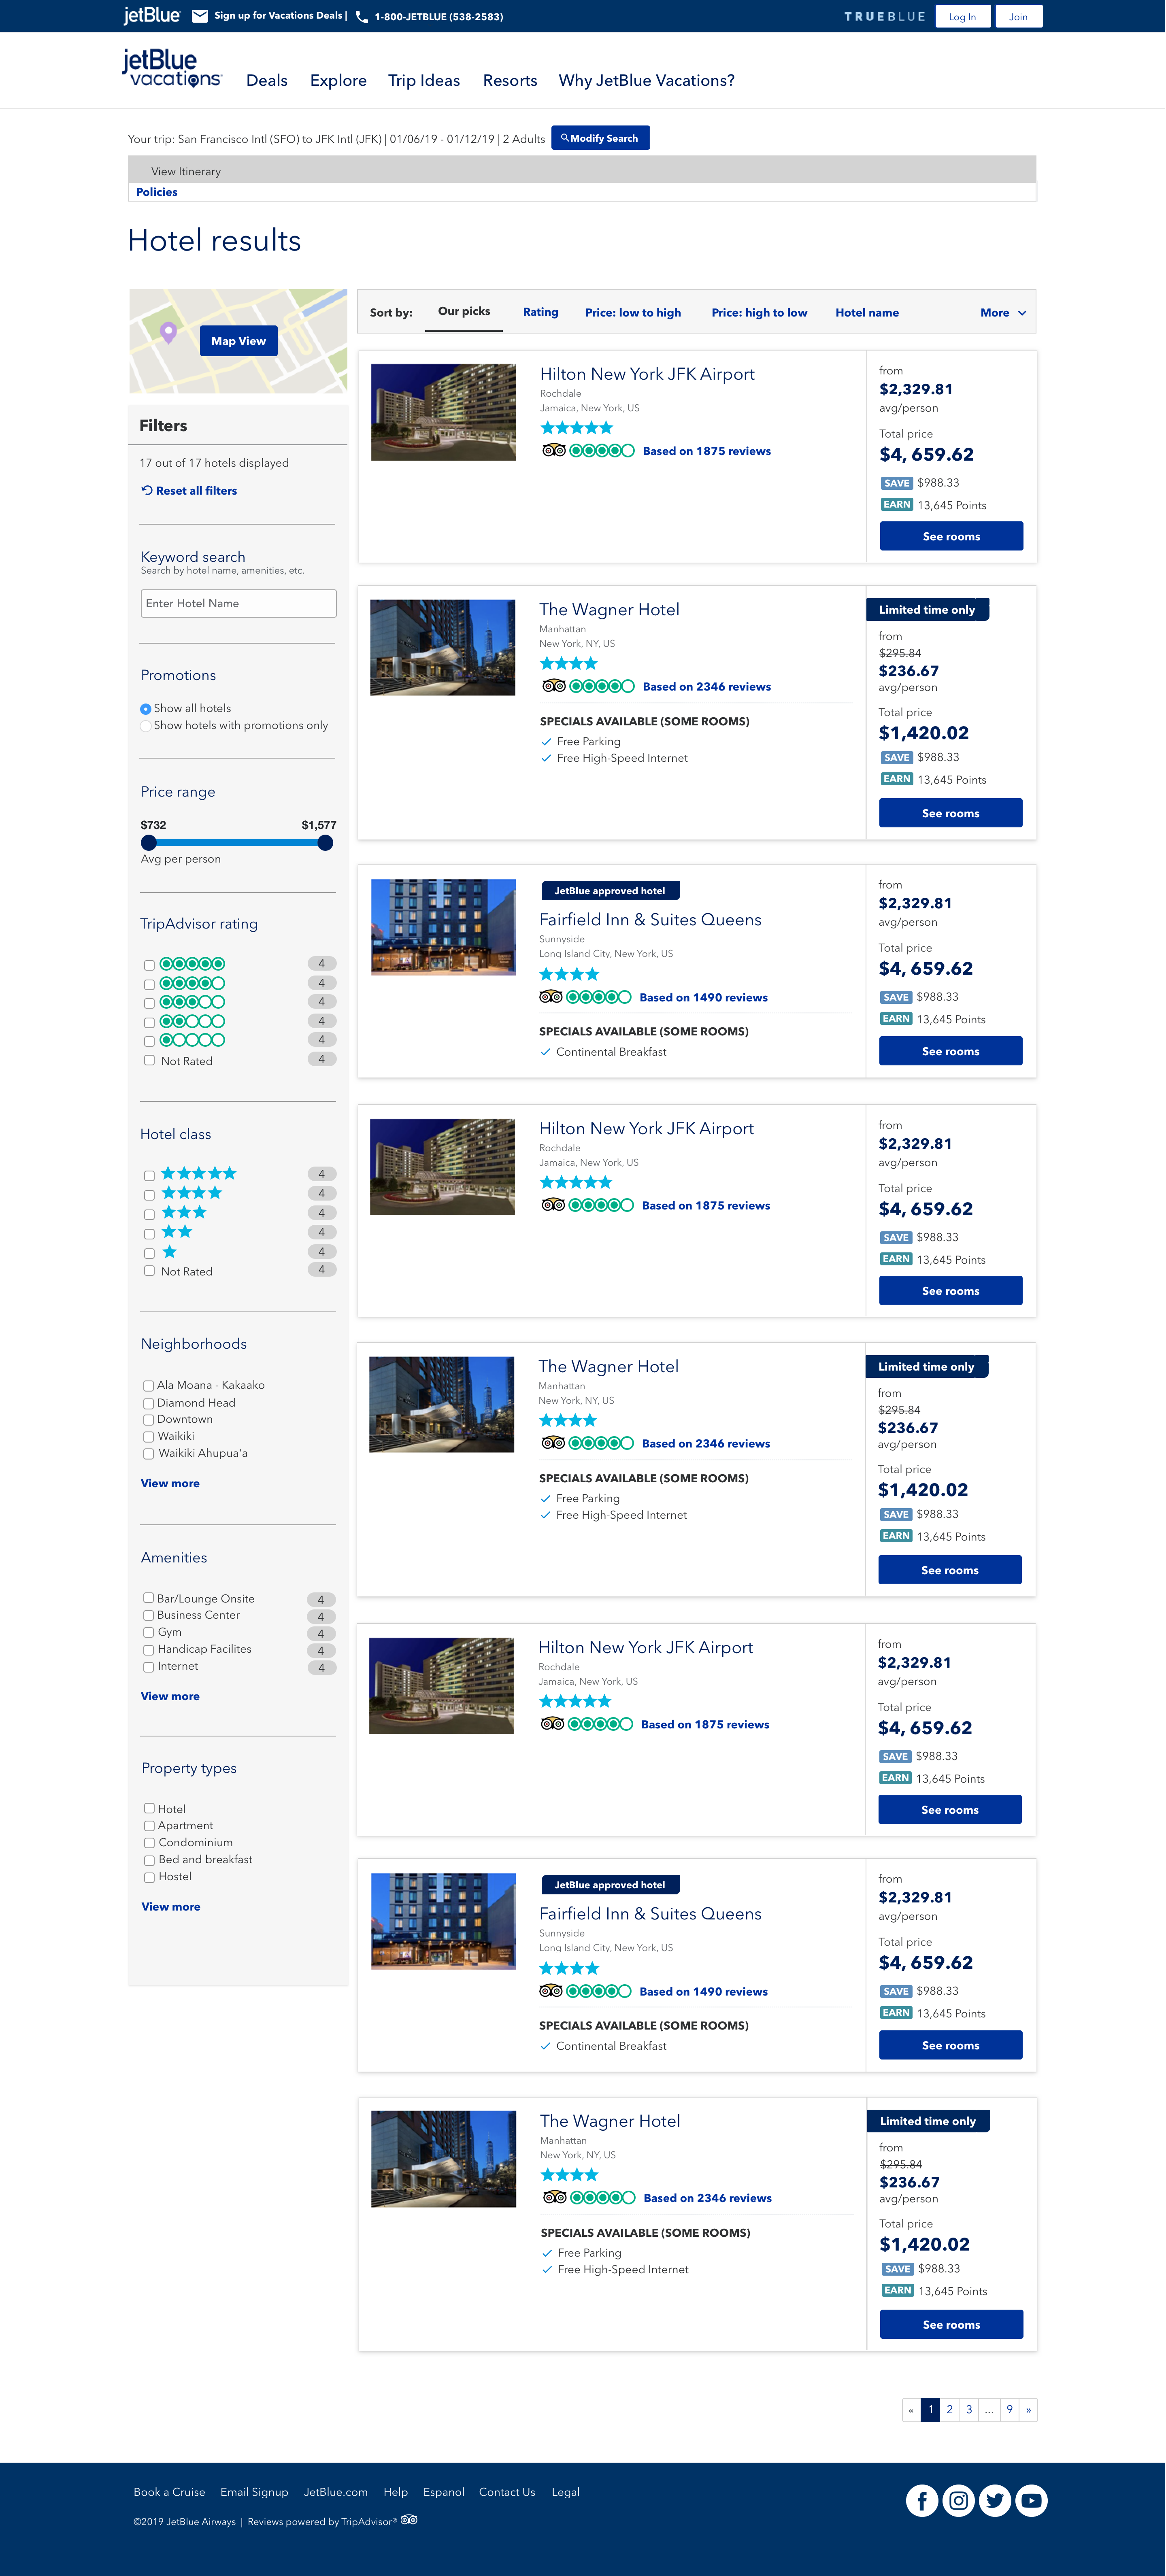 jetBlue
Sign up for Vacations Deals |
1-800-JETBLUE (538-2583)
TRUEBLUE
Log In
Join
jetBlue
vacations
Deals
Explore
Trip Ideas
Resorts
Why JetBlue Vacations?
Your trip: San Francisco Intl (SFO) to JFK Intl (JFK) | 01/06/19 - 01/12/19 | 2 Adults
Modify Search
View Itinerary
Policies
Hotel results
Map View
Filters
17 out of 17 hotels displayed
Reset all filters
Keyword search
Search by hotel name, amenities, etc.
Enter Hotel Name
Promotions
Show all hotels
Show hotels with promotions only
Price range
$732 $1,577
Avg per person
TripAdvisor rating
4
4
4
4
4
Not Rated 4
Hotel class
4
4
4
4
4
Not Rated 4
Neighborhoods
Ala Moana - Kakaako
Diamond Head
Downtown
Waikiki
Waikiki Ahupua'a
View more
Amenities
Bar/Lounge Onsite 4
Business Center 4
Gym 4
Handicap Facilites 4
Internet 4
View more
Property types
Hotel
Apartment
Condominium
Bed and breakfast
Hostel
View more
Sort by:
Our picks
Rating
Price: low to high
Price: high to low
Hotel name
More
Hilton New York JFK Airport
Rochdale
Jamaica, New York, US
Based on 1875 reviews
from
$2,329.81
avg/person
Total price
$4, 659.62
SAVE $988.33
EARN 13,645 Points
See rooms
The Wagner Hotel
Manhattan
New York, NY, US
Based on 2346 reviews
SPECIALS AVAILABLE (SOME ROOMS)
Free Parking
Free High-Speed Internet
Limited time only
from
$295.84
$236.67
avg/person
Total price
$1,420.02
SAVE $988.33
EARN 13,645 Points
See rooms
JetBlue approved hotel
Fairfield Inn & Suites Queens
Sunnyside
Long Island City, New York, US
Based on 1490 reviews
SPECIALS AVAILABLE (SOME ROOMS)
Continental Breakfast
from
$2,329.81
avg/person
Total price
$4, 659.62
SAVE $988.33
EARN 13,645 Points
See rooms
Hilton New York JFK Airport
Rochdale
Jamaica, New York, US
Based on 1875 reviews
from
$2,329.81
avg/person
Total price
$4, 659.62
SAVE $988.33
EARN 13,645 Points
See rooms
The Wagner Hotel
Manhattan
New York, NY, US
Based on 2346 reviews
SPECIALS AVAILABLE (SOME ROOMS)
Free Parking
Free High-Speed Internet
Limited time only
from
$295.84
$236.67
avg/person
Total price
$1,420.02
SAVE $988.33
EARN 13,645 Points
See rooms
Hilton New York JFK Airport
Rochdale
Jamaica, New York, US
Based on 1875 reviews
from
$2,329.81
avg/person
Total price
$4, 659.62
SAVE $988.33
EARN 13,645 Points
See rooms
JetBlue approved hotel
Fairfield Inn & Suites Queens
Sunnyside
Long Island City, New York, US
Based on 1490 reviews
SPECIALS AVAILABLE (SOME ROOMS)
Continental Breakfast
from
$2,329.81
avg/person
Total price
$4, 659.62
SAVE $988.33
EARN 13,645 Points
See rooms
The Wagner Hotel
Manhattan
New York, NY, US
Based on 2346 reviews
SPECIALS AVAILABLE (SOME ROOMS)
Free Parking
Free High-Speed Internet
Limited time only
from
$295.84
$236.67
avg/person
Total price
$1,420.02
SAVE $988.33
EARN 13,645 Points
See rooms
« 1 2 3 ... 9 »
Book a Cruise
Email Signup
JetBlue.com
Help
Espanol
Contact Us
Legal
©2019 JetBlue Airways | Reviews powered by TripAdvisor®